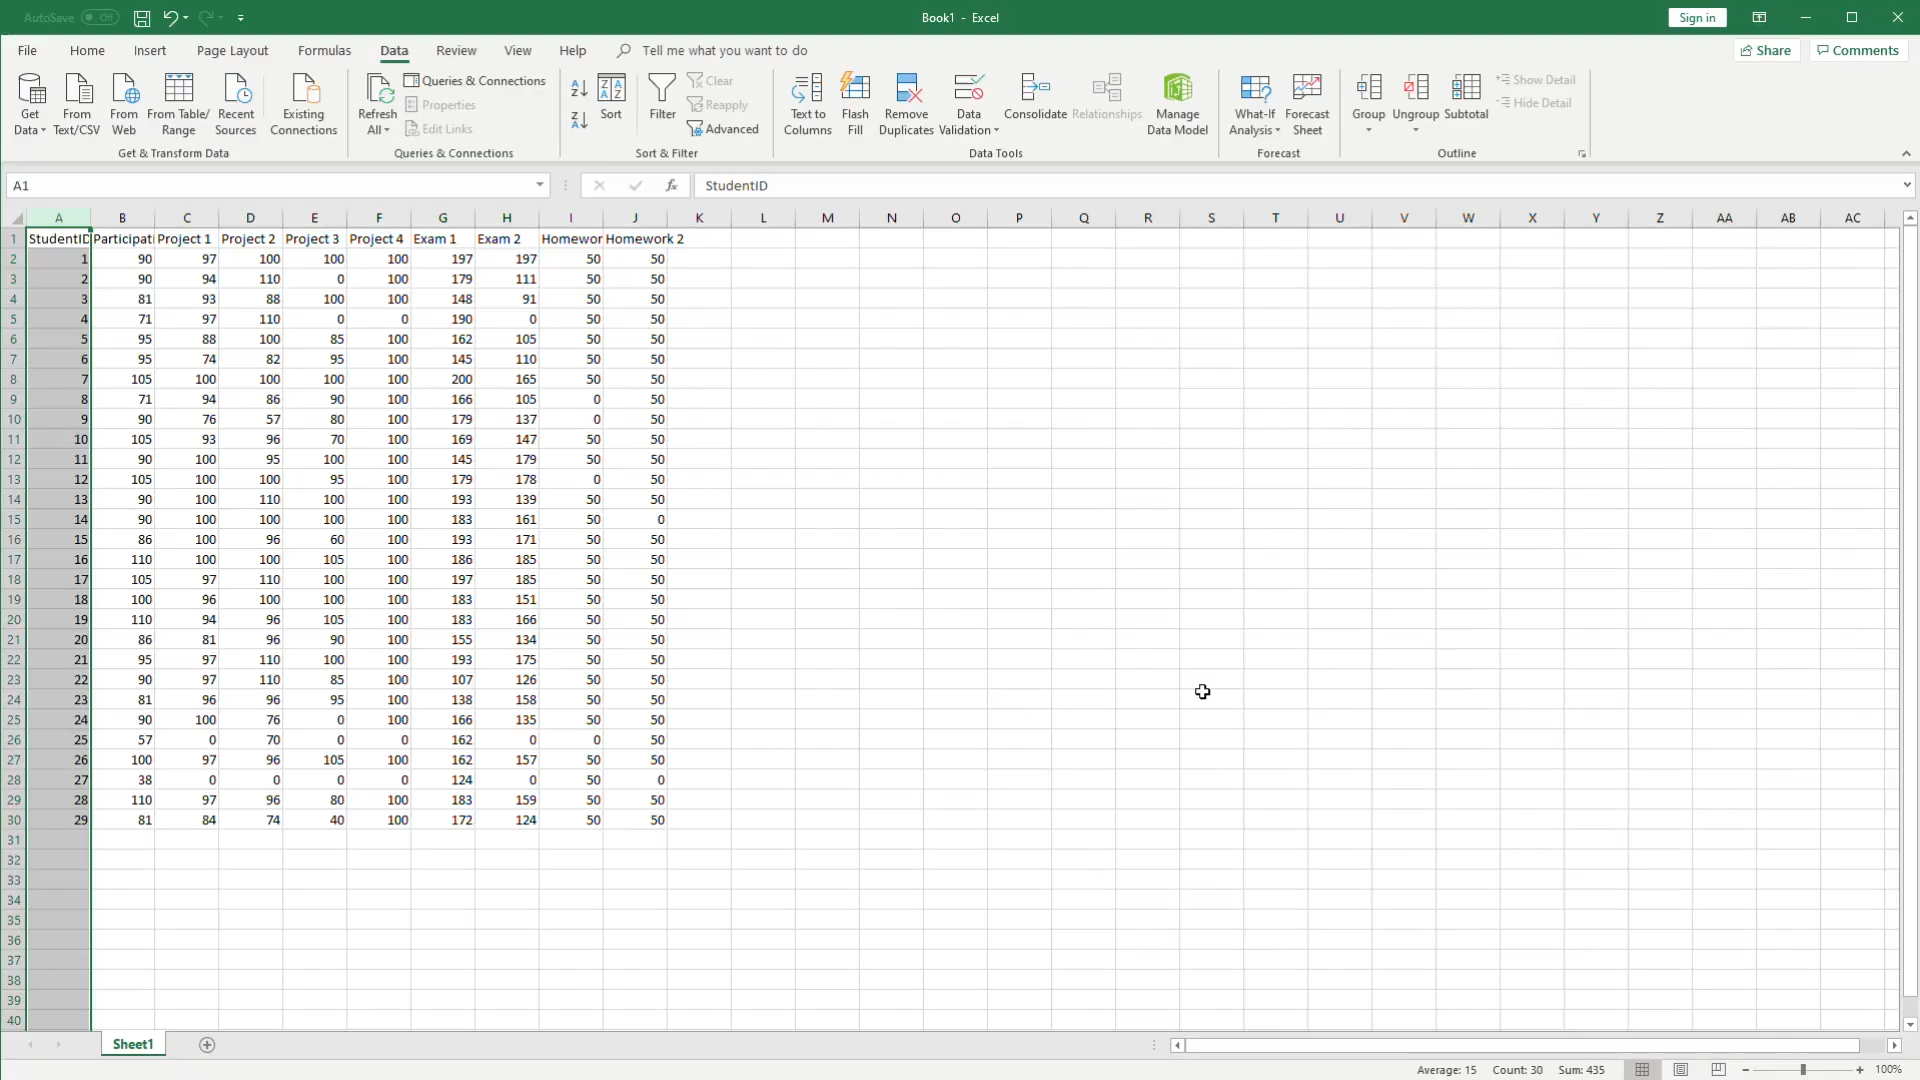 AutoSave Off
Book1 - Excel
Sign in
File Home Insert Page Layout Formulas Data Review View Help Tell me what you want to do Share Comments
Get Data From Text/CSV From Web From Table/ Range Recent Sources Existing Connections
Get & Transform Data
Refresh All Queries & Connections Properties Edit Links
Queries & Connections
Sort Filter Clear Reapply Advanced
Sort & Filter
Text to Columns Flash Fill Remove Duplicates Data Validation Consolidate Relationships Manage Data Model
Data Tools
What-If Analysis Forecast Sheet
Forecast
Group Ungroup Subtotal Show Detail Hide Detail
Outline
A1 fx StudentID
A B C D E F G H I J K L M N O P Q R S T U V W X Y Z AA AB AC
1 StudentID Participati Project 1 Project 2 Project 3 Project 4 Exam 1 Exam 2 Homewor Homework 2
2 1 90 97 100 100 100 197 197 50 50
3 2 90 94 110 0 100 179 111 50 50
4 3 81 93 88 100 100 148 91 50 50
5 4 71 97 110 0 0 190 0 50 50
6 5 95 88 100 85 100 162 105 50 50
7 6 95 74 82 95 100 145 110 50 50
8 7 105 100 100 100 100 200 165 50 50
9 8 71 94 86 90 100 166 105 0 50
10 9 90 76 57 80 100 179 137 0 50
11 10 105 93 96 70 100 169 147 50 50
12 11 90 100 95 100 100 145 179 50 50
13 12 105 100 100 95 100 179 178 0 50
14 13 90 100 110 100 100 193 139 50 50
15 14 90 100 100 100 100 183 161 50 0
16 15 86 100 96 60 100 193 171 50 50
17 16 110 100 100 105 100 186 185 50 50
18 17 105 97 110 100 100 197 185 50 50
19 18 100 96 100 100 100 183 151 50 50
20 19 110 94 96 105 100 183 166 50 50
21 20 86 81 96 90 100 155 134 50 50
22 21 95 97 110 100 100 193 175 50 50
23 22 90 97 110 85 100 107 126 50 50
24 23 81 96 96 95 100 138 158 50 50
25 24 90 100 76 0 100 166 135 50 50
26 25 57 0 70 0 0 162 0 0 50
27 26 100 97 96 105 100 162 157 50 50
28 27 38 0 0 0 0 124 0 50 0
29 28 110 97 96 80 100 183 159 50 50
30 29 81 84 74 40 100 172 124 50 50
31
32
33
34
35
36
37
38
39
40
Sheet1
Average: 15 Count: 30 Sum: 435 100%